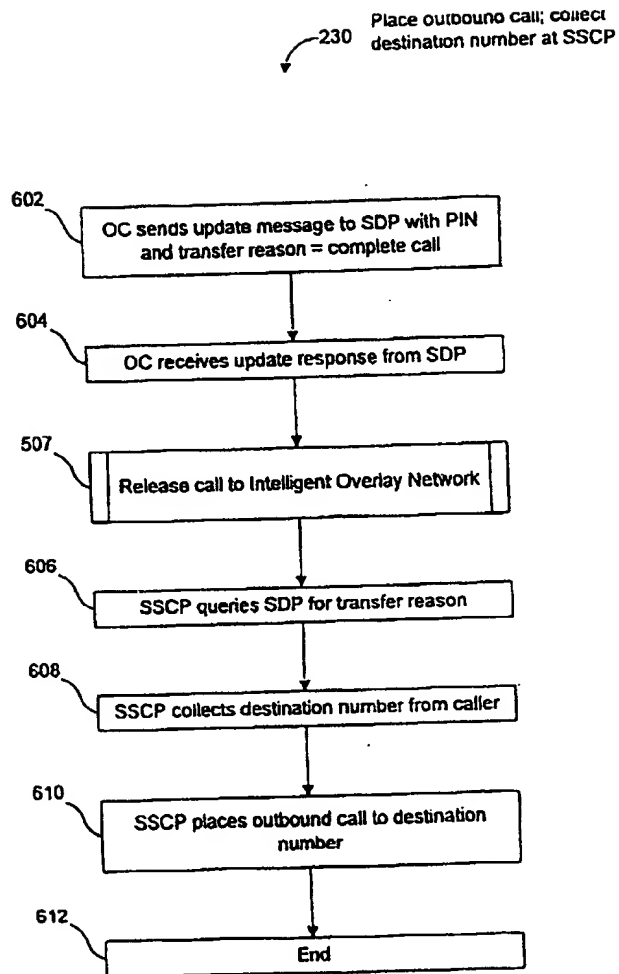 Place outbound call; collect
230
destination number at SSCP
602
OC sends update message to SDP with PIN
and transfer reason = complete call
604
OC receives update response from SDP
507
Release call to Intelligent Overlay Network
606
SSCP queries SDP for transfer reason
608
SSCP collects destination number from caller
610
SSCP places outbound call to destination
number
612
End